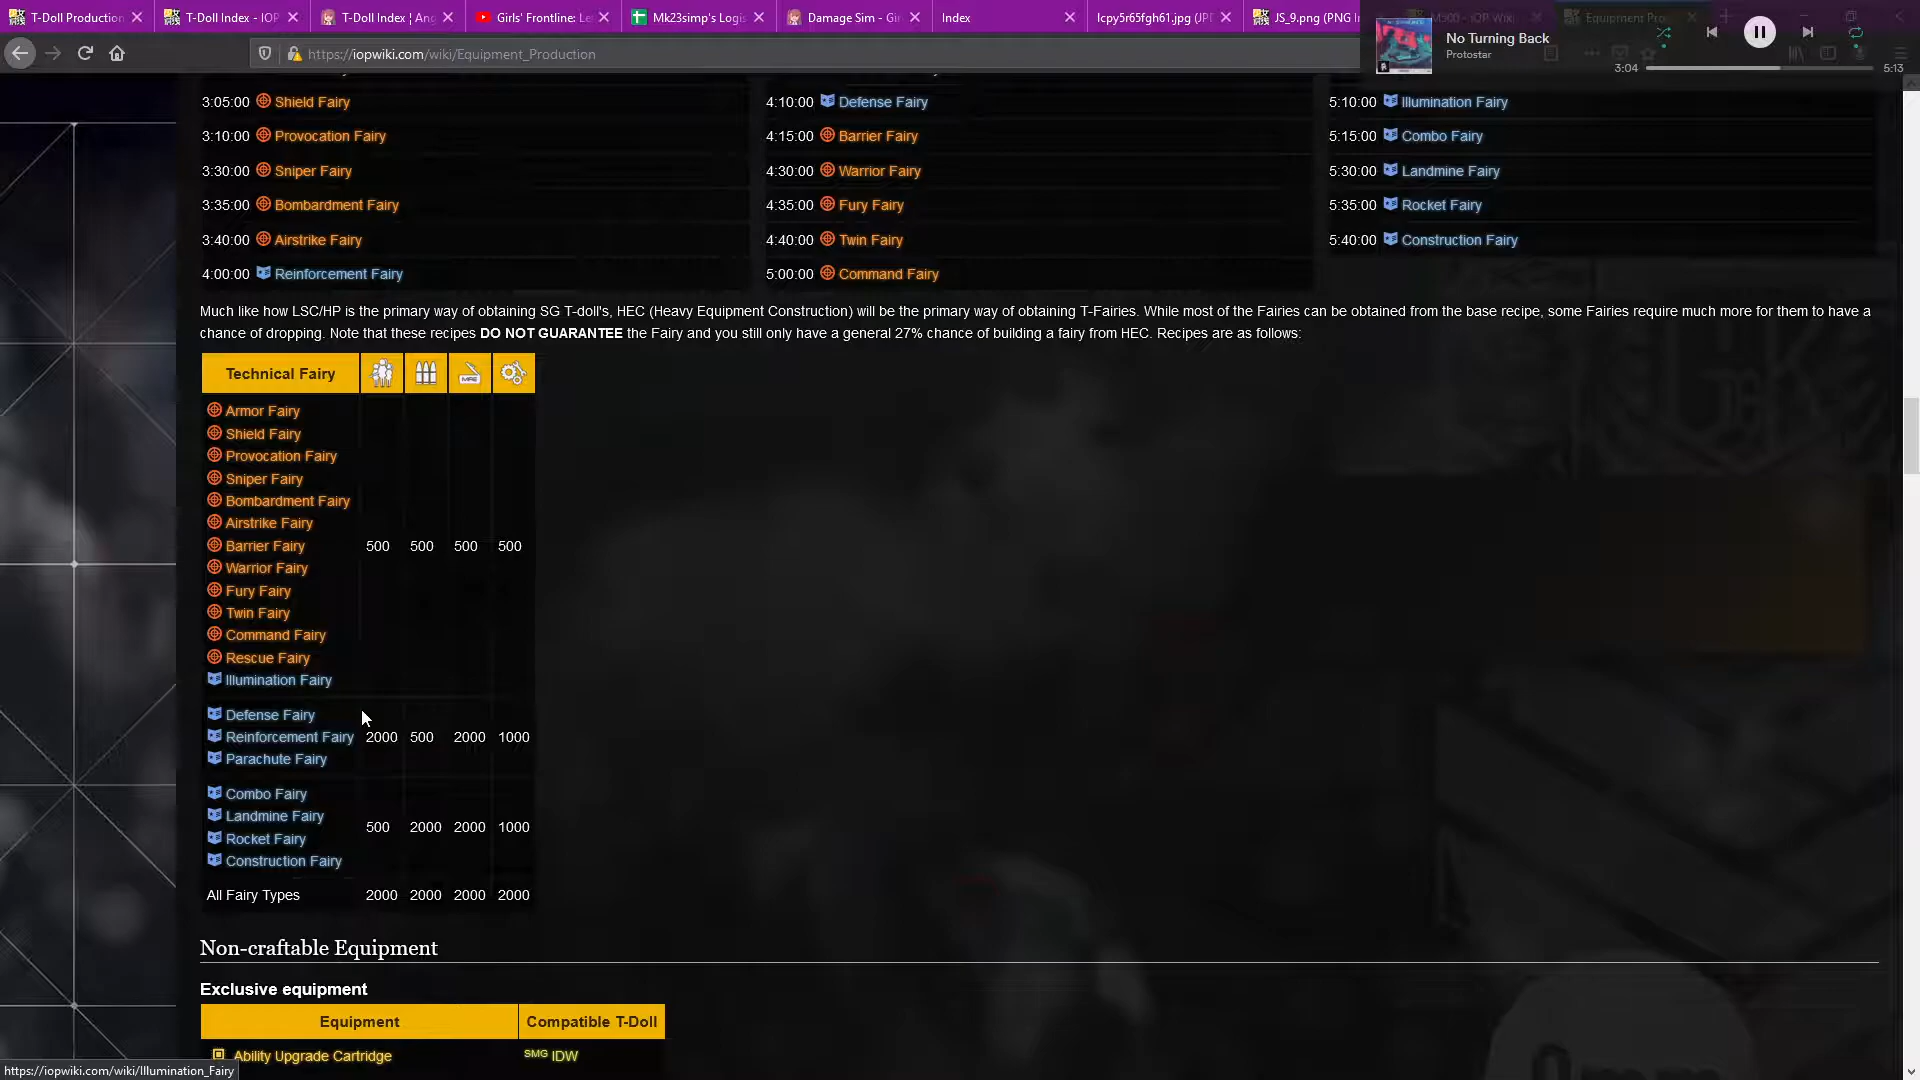 T-Doll Production
T-Doll Index - IOP
T-Doll Index | Ang
Girls' Frontline: Le
Mk23simp's Logis
Damage Sim - Gir
Index
lcpy5r65fgh61.jpg (JPE
JS_9.png (PNG In
M500 - IOP Wiki
Equipment Pro
https://iopwiki.com/wiki/Equipment_Production
No Turning Back
Protostar
3:04
5:13
3:05:00 Shield Fairy
3:10:00 Provocation Fairy
3:30:00 Sniper Fairy
3:35:00 Bombardment Fairy
3:40:00 Airstrike Fairy
4:00:00 Reinforcement Fairy
4:10:00 Defense Fairy
4:15:00 Barrier Fairy
4:30:00 Warrior Fairy
4:35:00 Fury Fairy
4:40:00 Twin Fairy
5:00:00 Command Fairy
5:10:00 Illumination Fairy
5:15:00 Combo Fairy
5:30:00 Landmine Fairy
5:35:00 Rocket Fairy
5:40:00 Construction Fairy
Much like how LSC/HP is the primary way of obtaining SG T-doll's, HEC (Heavy Equipment Construction) will be the primary way of obtaining T-Fairies. While most of the Fairies can be obtained from the base recipe, some Fairies require much more for them to have a
chance of dropping. Note that these recipes DO NOT GUARANTEE the Fairy and you still only have a general 27% chance of building a fairy from HEC. Recipes are as follows:
Technical Fairy MRE
Armor Fairy
Shield Fairy
Provocation Fairy
Sniper Fairy
Bombardment Fairy
Airstrike Fairy
Barrier Fairy 500 500 500 500
Warrior Fairy
Fury Fairy
Twin Fairy
Command Fairy
Rescue Fairy
Illumination Fairy
Defense Fairy
Reinforcement Fairy 2000 500 2000 1000
Parachute Fairy
Combo Fairy
Landmine Fairy
500 2000 2000 1000
Rocket Fairy
Construction Fairy
All Fairy Types 2000 2000 2000 2000
Non-craftable Equipment
Exclusive equipment
Equipment Compatible T-Doll
Ability Upgrade Cartridge SMG IDW
https://iopwiki.com/wiki/Illumination_Fairy